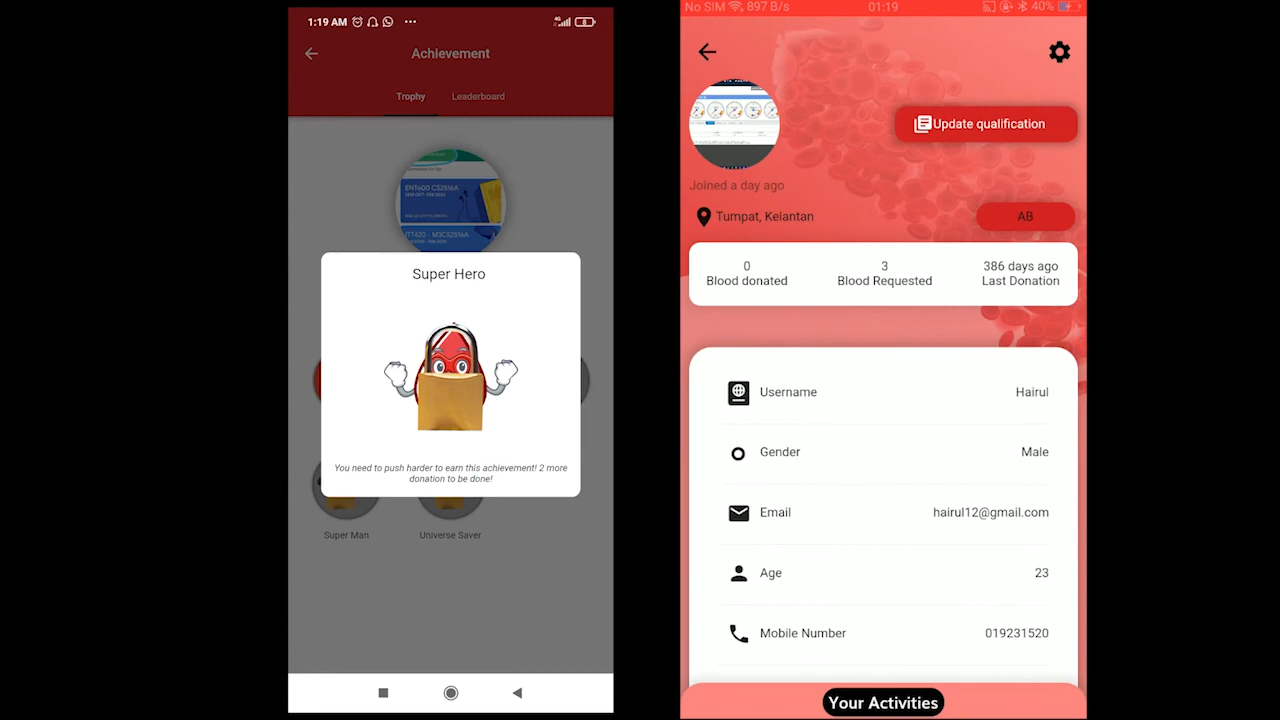 1:19 AM
Achievement
Trophy
Leaderboard
ENT600 C52516A
Super Hero
You need to push harder to earn this achievement! 2 more
donation to be done!
Super Man
Universe Saver
No SIM 897 B/s
01:19
40%
Update qualification
Joined a day ago
Tumpat, Kelantan
AB
0
Blood donated
3
Blood Requested
386 days ago
Last Donation
Username
Hairul
Gender
Male
Email
hairul12@gmail.com
Age
23
Mobile Number
019231520
Your Activities